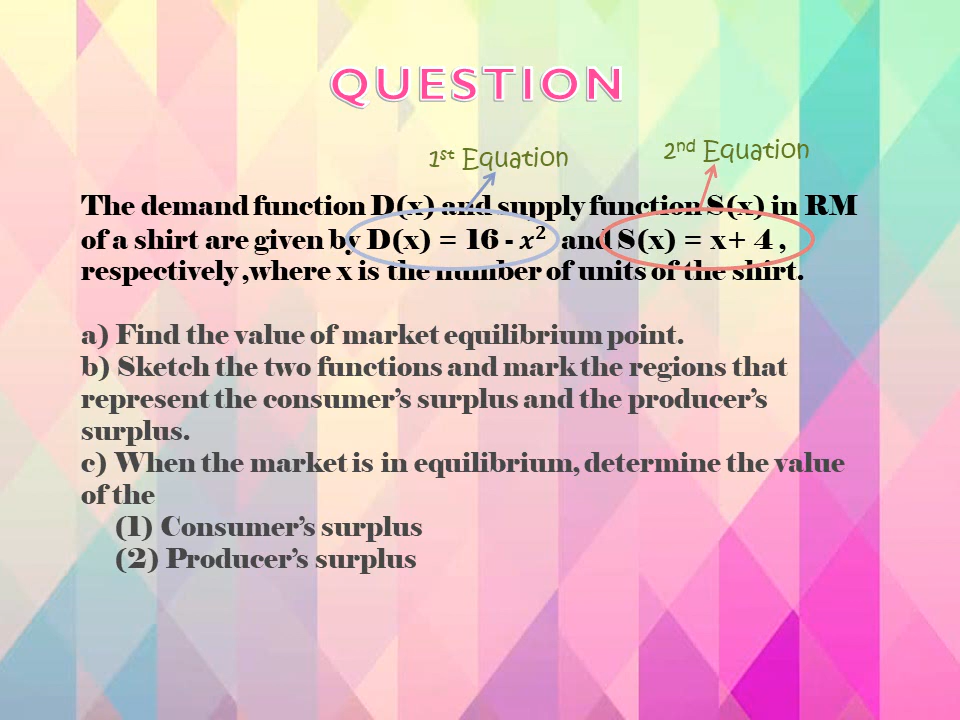 QUESTION
1st Equation
2nd Equation
The demand function D(x) and supply function S(x) in RM
of a shirt are given by D(x) = 16 - 𝒙² and S(x) = x+ 4 ,
respectively ,where x is the number of units of the shirt.
a) Find the value of market equilibrium point.
b) Sketch the two functions and mark the regions that
represent the consumer’s surplus and the producer’s
surplus.
c) When the market is in equilibrium, determine the value
of the
(1) Consumer’s surplus
(2) Producer’s surplus